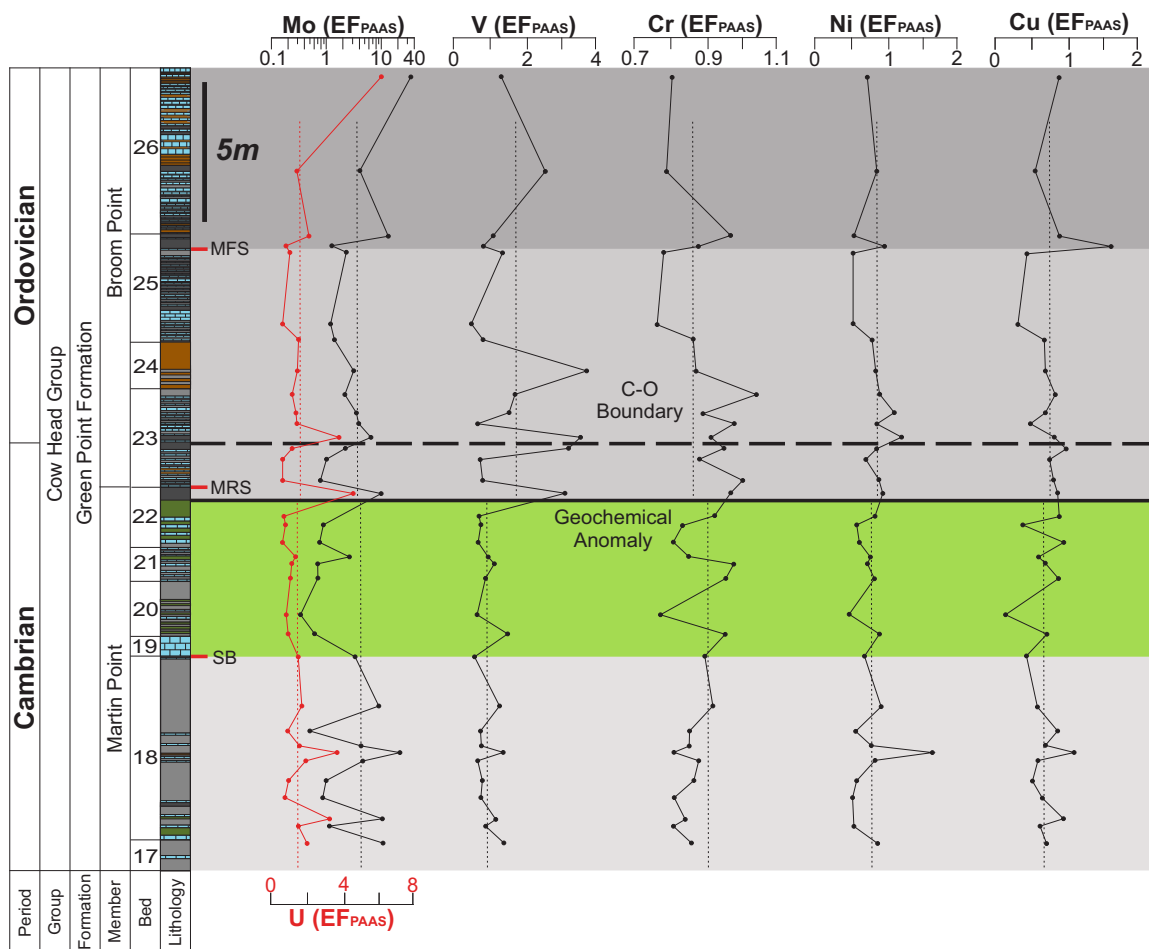 Mo (EFPAAS) V (EFPAAS) Cr (EFPAAS) Ni (EFPAAS) Cu (EFPAAS)
0.1 1 10 40 0 2 4 0.7 0.9 1.1 0 1 2 0 1 2
Ordovician
Cambrian
Cow Head Group
Green Point Formation
Broom Point
Martin Point
26
25
24
23
22
21
20
19
18
17
5m
MFS
C-O
Boundary
MRS
Geochemical
Anomaly
SB
Period
Group
Formation
Member
Bed
Lithology
0 4 8
U (EFPAAS)